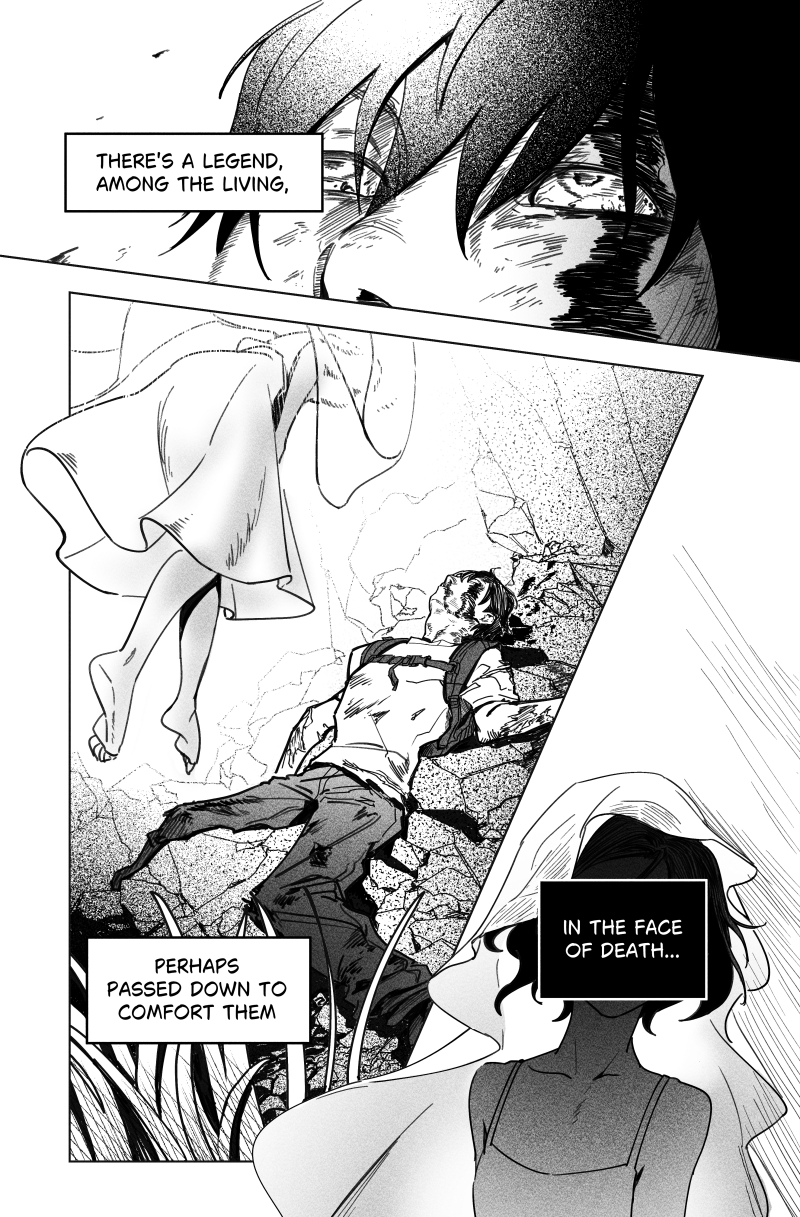 THERE'S A LEGEND,
AMONG THE LIVING,
PERHAPS
PASSED DOWN TO
COMFORT THEM
IN THE FACE
OF DEATH...